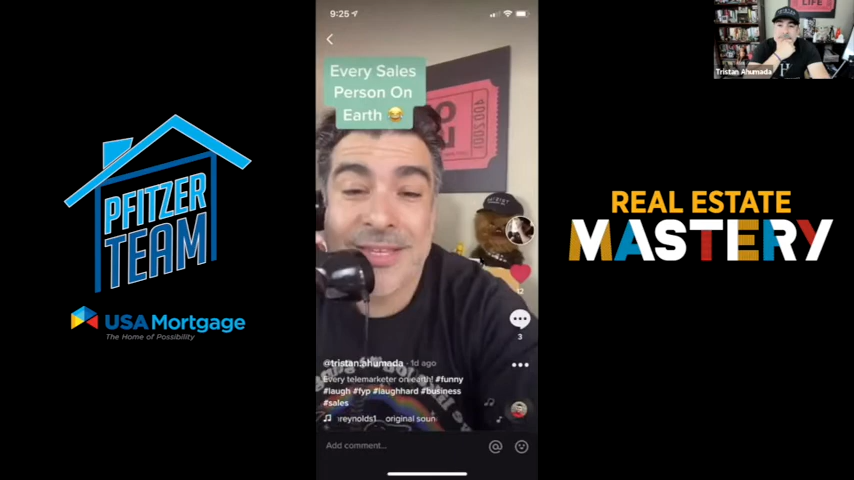 9:25
LIFE
Tristan Ahumada
Every Sales
Person On
Earth 😂
PFITZER
TEAM
USA Mortgage
The Home of Possibility
REAL ESTATE
MASTERY
3
@tristan.ahumada · 1d ago
Every telemarketer on earth! #funny
#laugh #fyp #laughhard #business
#sales
original soun
Add comment...